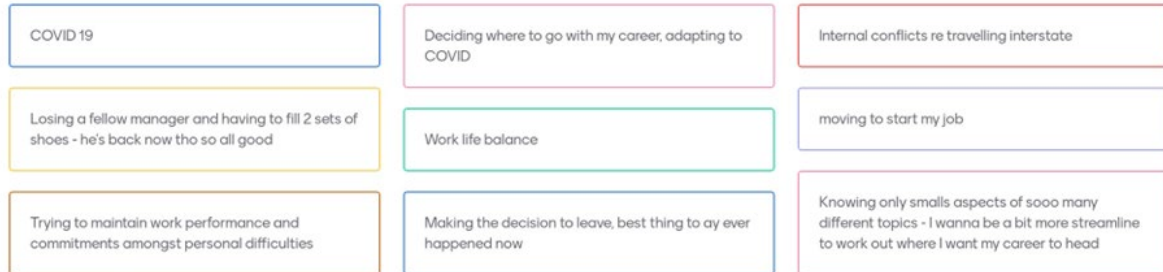 COVID 19
Losing a fellow manager and having to fill 2 sets of
shoes - he's back now tho so all good
Trying to maintain work performance and
commitments amongst personal difficulties
Deciding where to go with my career, adapting to
COVID
Work life balance
Making the decision to leave, best thing to ay ever
happened now
Internal conflicts re travelling interstate
moving to start my job
Knowing only smalls aspects of sooo many
different topics - I wanna be a bit more streamline
to work out where I want my career to head